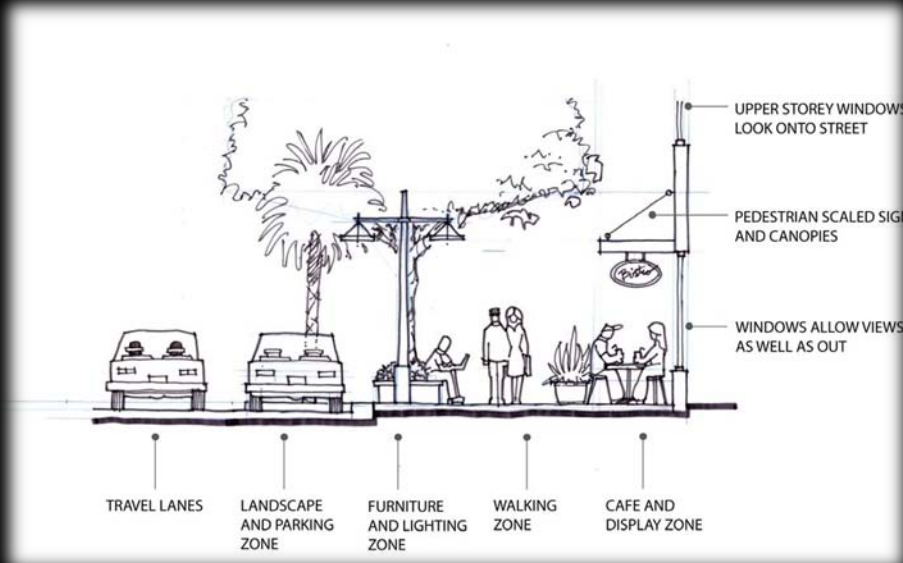 UPPER STOREY WINDOWS
LOOK ONTO STREET
PEDESTRIAN SCALED SIG
AND CANOPIES
Bistro
WINDOWS ALLOW VIEWS
AS WELL AS OUT
TRAVEL LANES
LANDSCAPE
AND PARKING
ZONE
FURNITURE
AND LIGHTING
ZONE
WALKING
ZONE
CAFE AND
DISPLAY ZONE